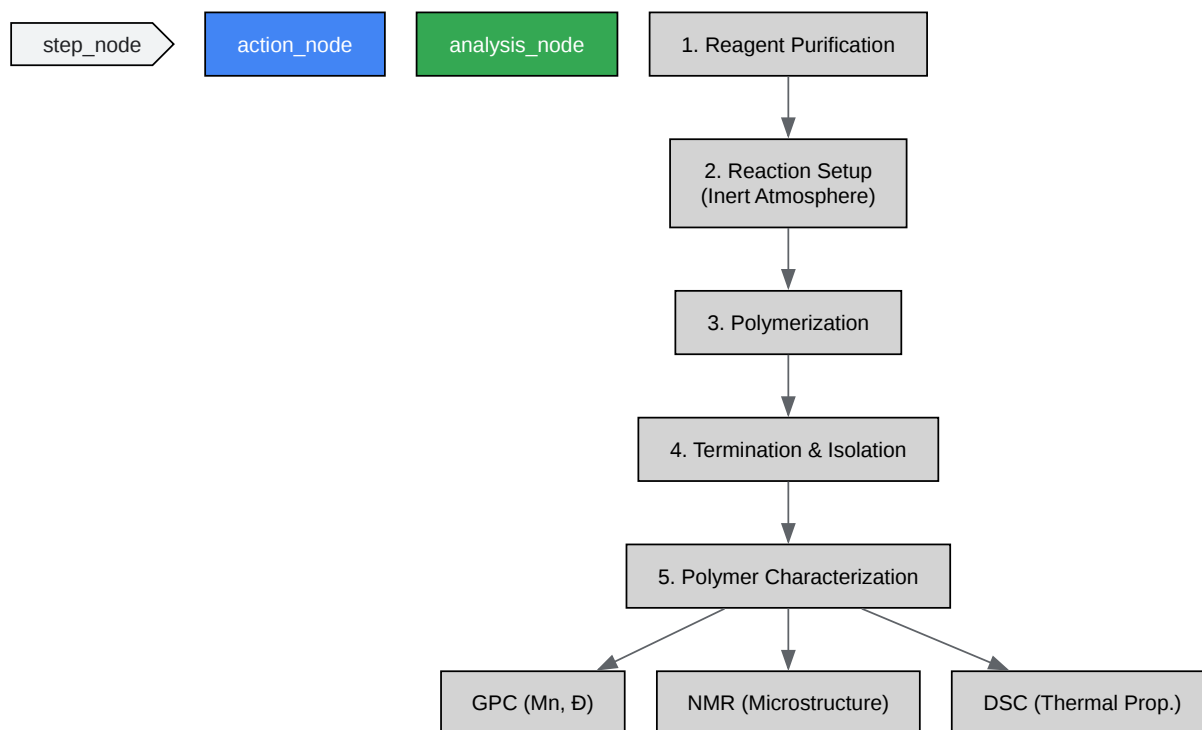 step_node
action_node
analysis_node
1. Reagent Purification
2. Reaction Setup
(Inert Atmosphere)
3. Polymerization
4. Termination & Isolation
5. Polymer Characterization
GPC (Mn, Đ)
NMR (Microstructure)
DSC (Thermal Prop.)